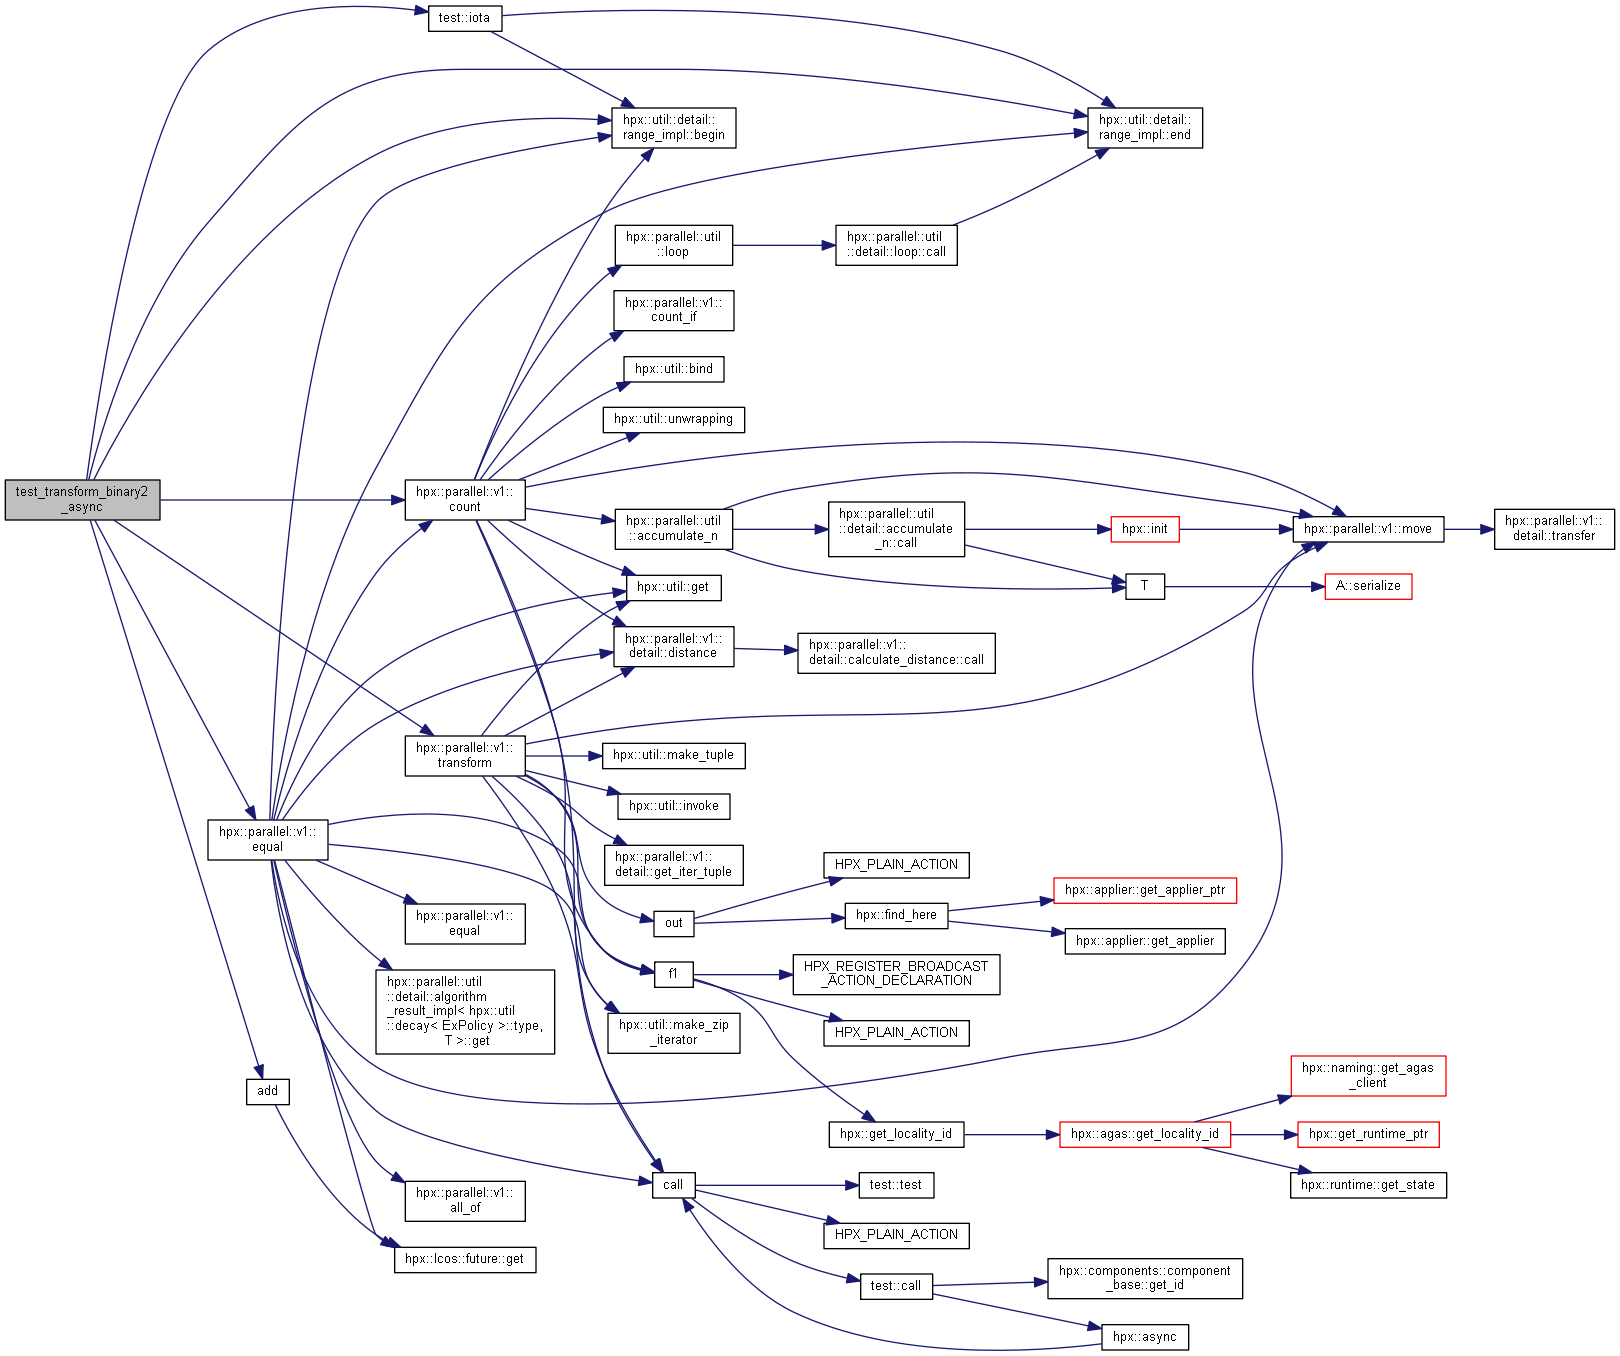 test::iota
hpx::util::detail::
range_impl::begin
hpx::util::detail::
range_impl::end
hpx::parallel::util
::loop
hpx::parallel::util
::detail::loop::call
hpx::parallel::v1::
count_if
hpx::util::bind
hpx::util::unwrapping
test_transform_binary2
_async
hpx::parallel::v1::
count
hpx::parallel::util
::accumulate_n
hpx::parallel::util
::detail::accumulate
_n::call
hpx::init
hpx::parallel::v1::move
hpx::parallel::v1::
detail::transfer
hpx::util::get
T
A::serialize
hpx::parallel::v1::
detail::distance
hpx::parallel::v1::
detail::calculate_distance::call
hpx::parallel::v1::
transform
hpx::util::make_tuple
hpx::util::invoke
hpx::parallel::v1::
equal
hpx::parallel::v1::
detail::get_iter_tuple
HPX_PLAIN_ACTION
hpx::applier::get_applier_ptr
hpx::parallel::v1::
equal
out
hpx::find_here
hpx::applier::get_applier
hpx::parallel::util
::detail::algorithm
_result_impl< hpx::util
::decay< ExPolicy >::type,
T >::get
f1
HPX_REGISTER_BROADCAST
_ACTION_DECLARATION
hpx::util::make_zip
_iterator
HPX_PLAIN_ACTION
add
hpx::naming::get_agas
_client
hpx::get_locality_id
hpx::agas::get_locality_id
hpx::get_runtime_ptr
hpx::parallel::v1::
all_of
call
test::test
hpx::runtime::get_state
HPX_PLAIN_ACTION
hpx::lcos::future::get
test::call
hpx::components::component
_base::get_id
hpx::async